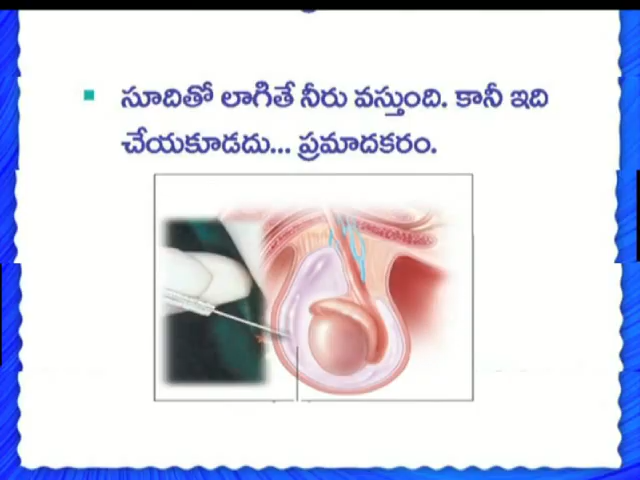 సూదితో లాగితే నీరు వస్తుంది. కానీ ఇది
చేయకూడదు... ప్రమాదకరం.